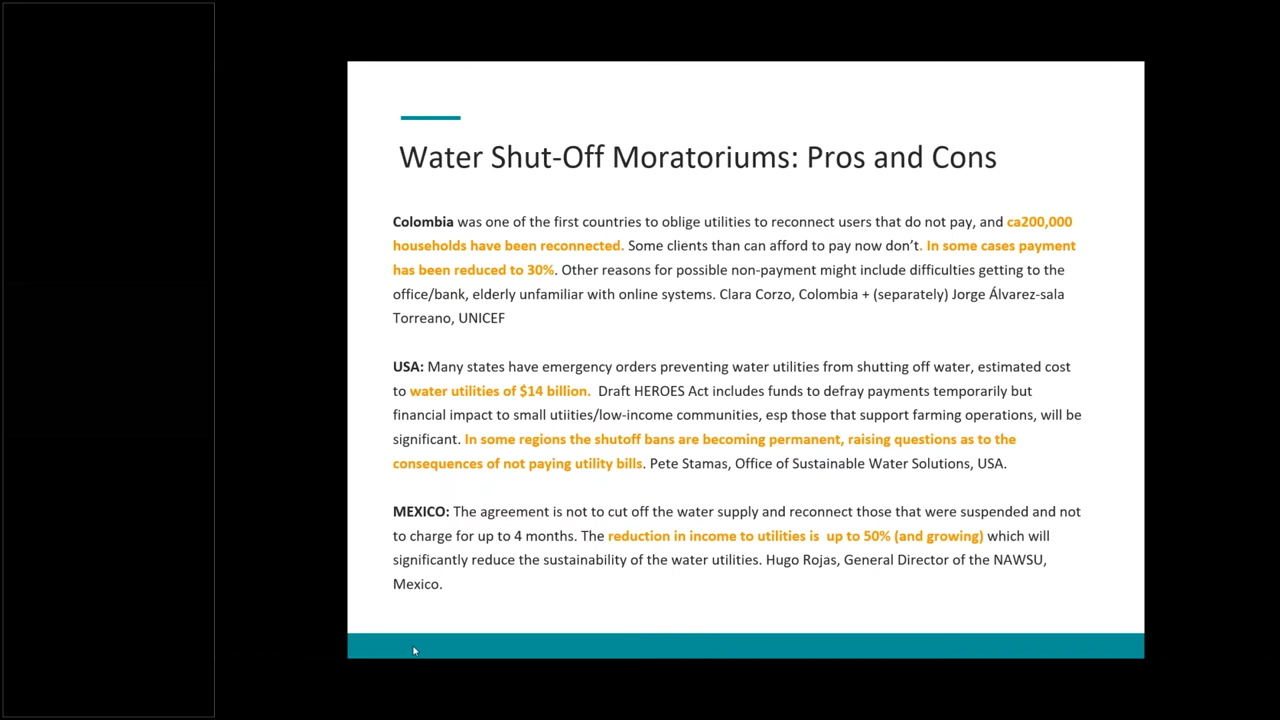 Water Shut-Off Moratoriums: Pros and Cons
Colombia was one of the first countries to oblige utilities to reconnect users that do not pay, and ca200,000
households have been reconnected. Some clients than can afford to pay now don't. In some cases payment
has been reduced to 30%. Other reasons for possible non-payment might include difficulties getting to the
office/bank, elderly unfamiliar with online systems. Clara Corzo, Colombia + (separately) Jorge Álvarez-sala
Torreano, UNICEF
USA: Many states have emergency orders preventing water utilities from shutting off water, estimated cost
to water utilities of $14 billion. Draft HEROES Act includes funds to defray payments temporarily but
financial impact to small utiities/low-income communities, esp those that support farming operations, will be
significant. In some regions the shutoff bans are becoming permanent, raising questions as to the
consequences of not paying utility bills. Pete Stamas, Office of Sustainable Water Solutions, USA.
MEXICO: The agreement is not to cut off the water supply and reconnect those that were suspended and not
to charge for up to 4 months. The reduction in income to utilities is up to 50% (and growing) which will
significantly reduce the sustainability of the water utilities. Hugo Rojas, General Director of the NAWSU,
Mexico.